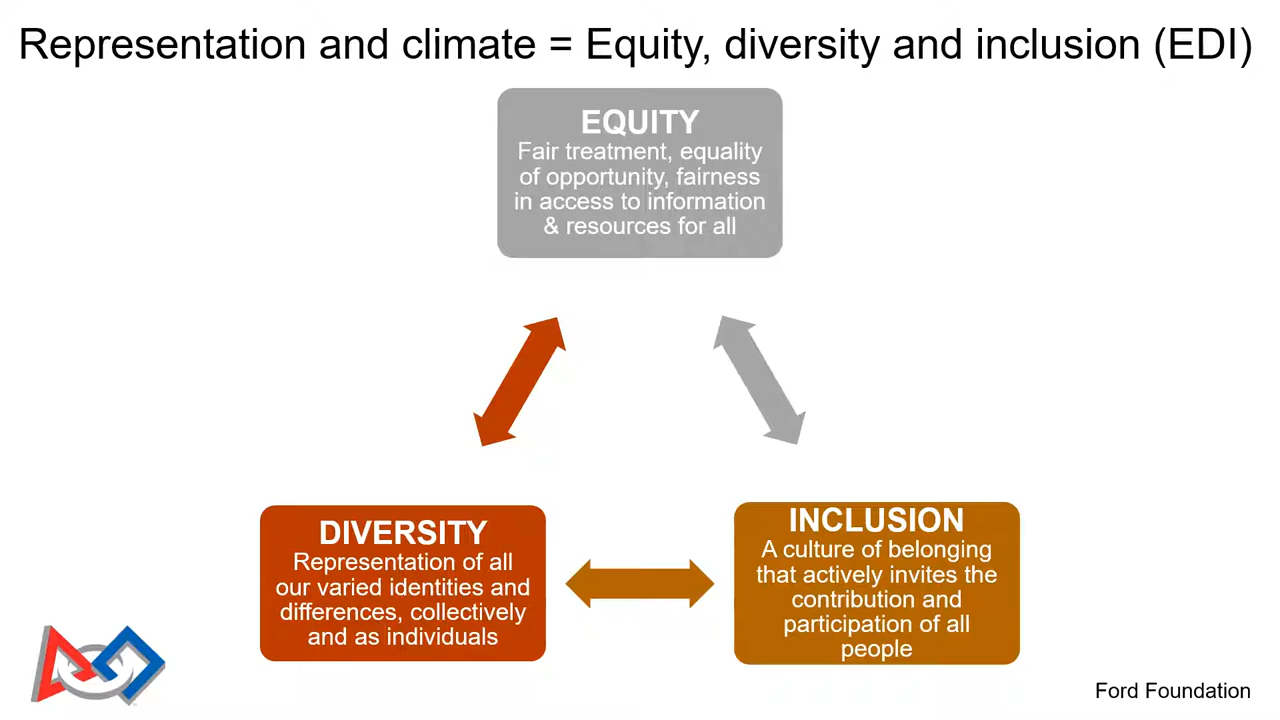 Representation and climate = Equity, diversity and inclusion (EDI)
EQUITY
Fair treatment, equality
of opportunity, fairness
in access to information
& resources for all
DIVERSITY
Representation of all
our varied identities and
differences, collectively
and as individuals
INCLUSION
A culture of belonging
that actively invites the
contribution and
participation of all
people
Ford Foundation